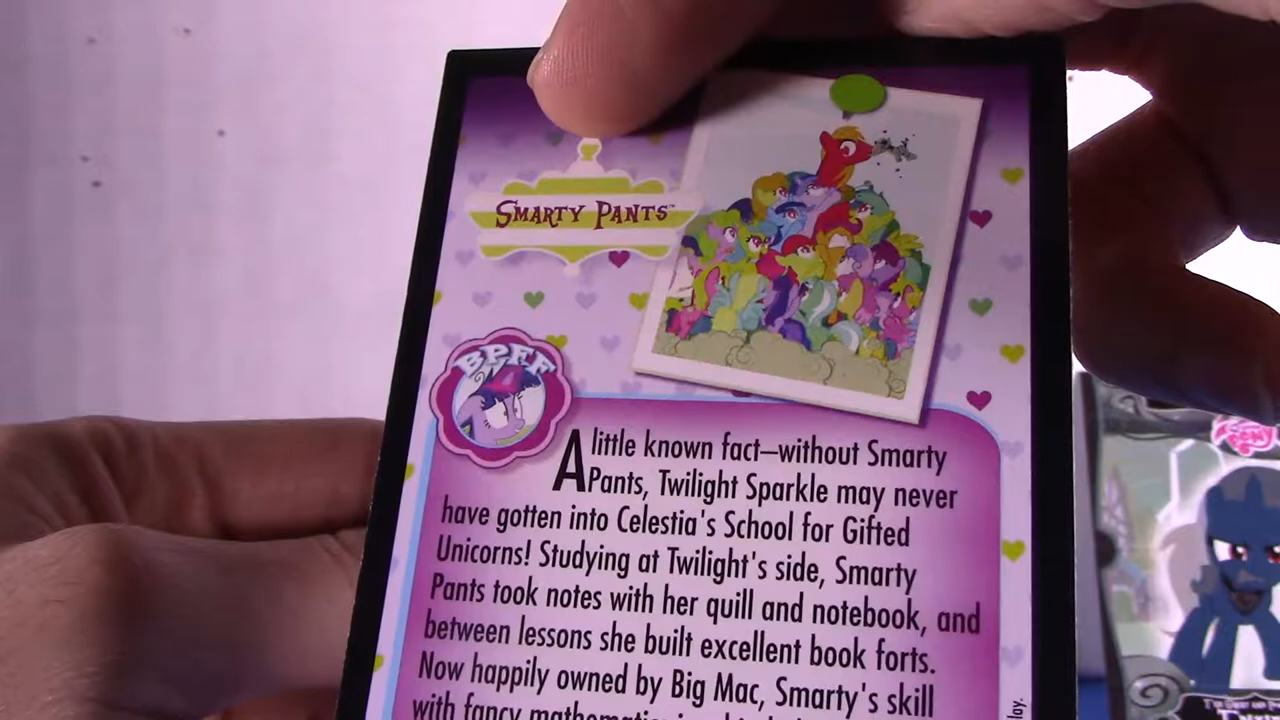 SMARTY PANTS™
BPFF
A little known fact—without Smarty
Pants, Twilight Sparkle may never
have gotten into Celestia's School for Gifted
Unicorns! Studying at Twilight's side, Smarty
Pants took notes with her quill and notebook, and
between lessons she built excellent book forts.
Now happily owned by Big Mac, Smarty's skill
with fancy
pony